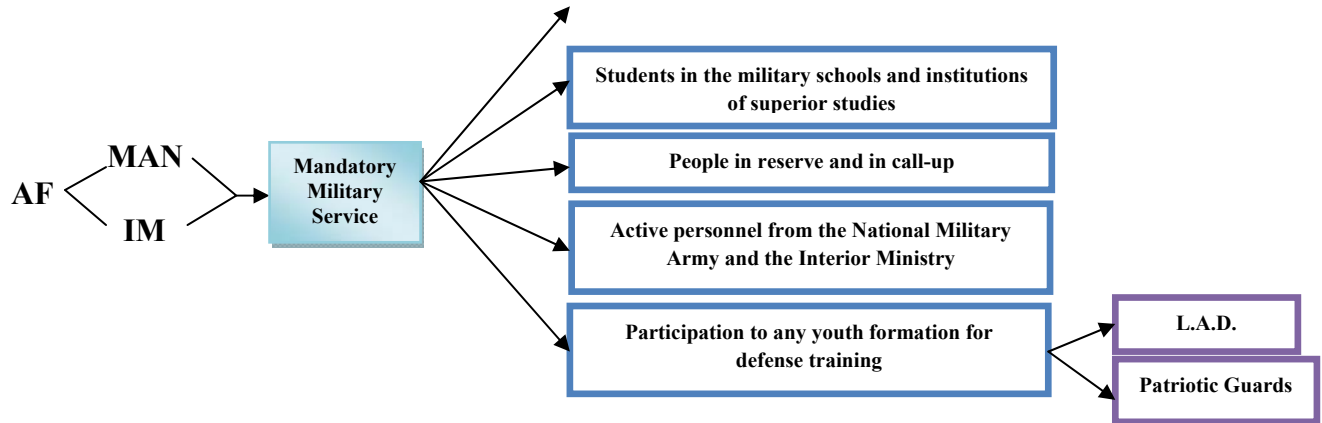 AF
MAN
IM
Mandatory
Military
Service
Students in the military schools and institutions
of superior studies
People in reserve and in call-up
Active personnel from the National Military
Army and the Interior Ministry
Participation to any youth formation for
defense training
L.A.D.
Patriotic Guards